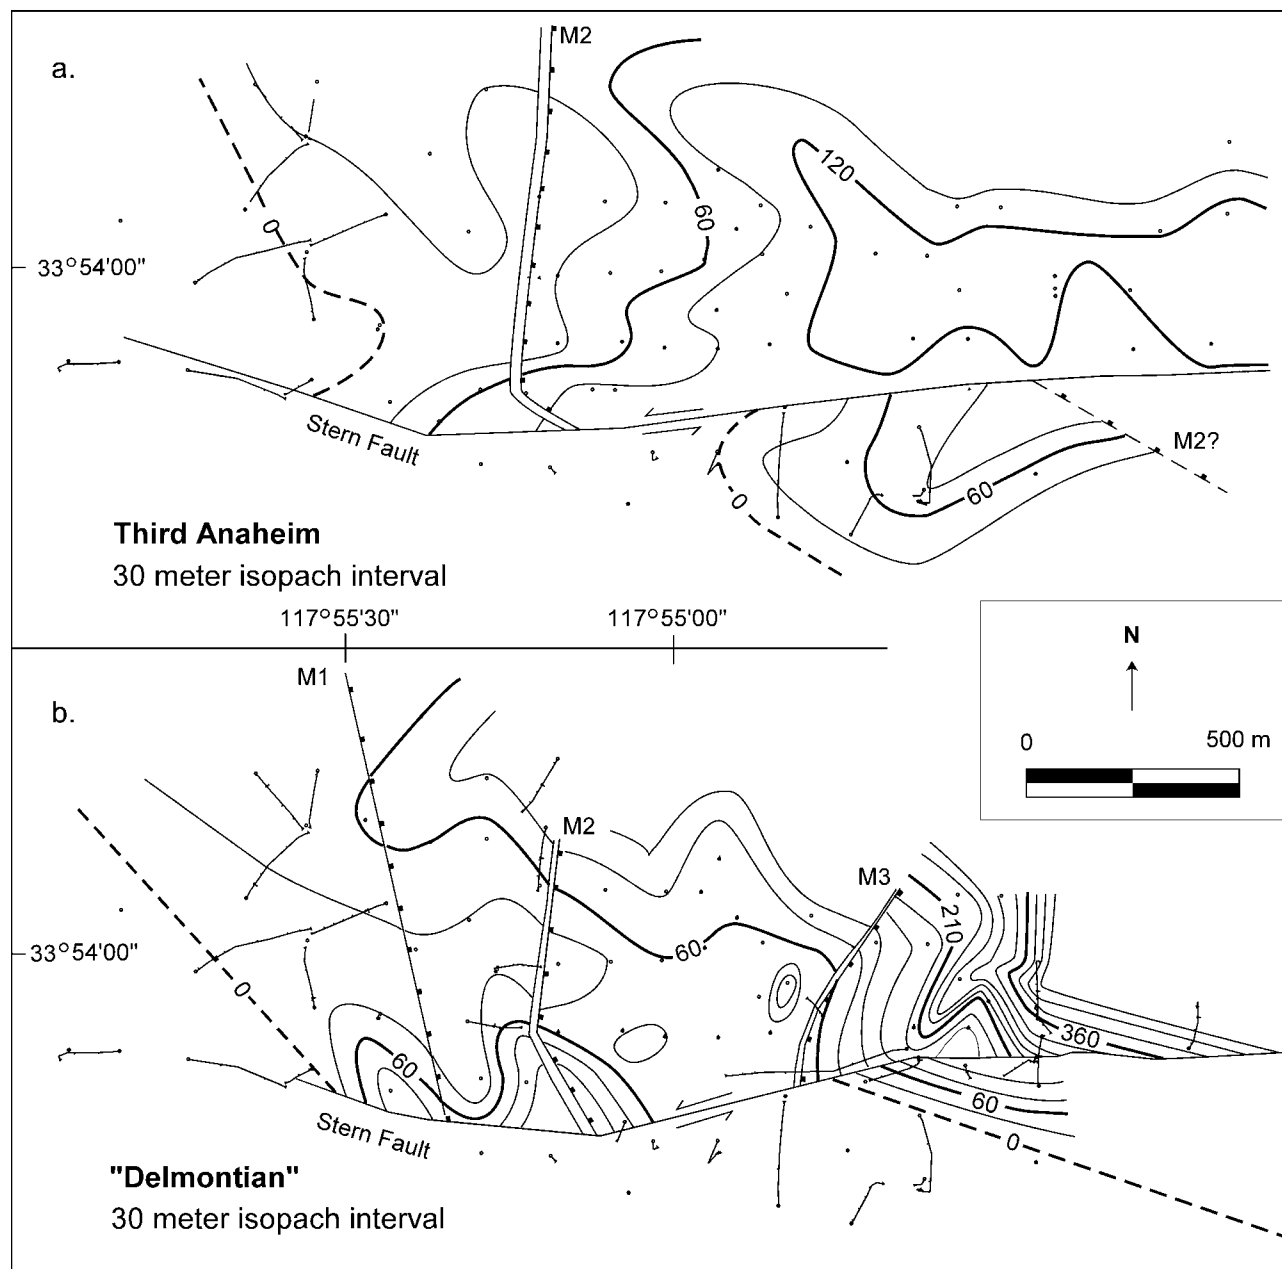 a.
M2
120
0
60
33°54'00"
Stern Fault
M2?
60
0
Third Anaheim
30 meter isopach interval
117°55'30"
117°55'00"
N
0
500 m
M1
b.
M2
M3
210
60
33°54'00"
0
360
60
60
0
Stern Fault
"Delmontian"
30 meter isopach interval